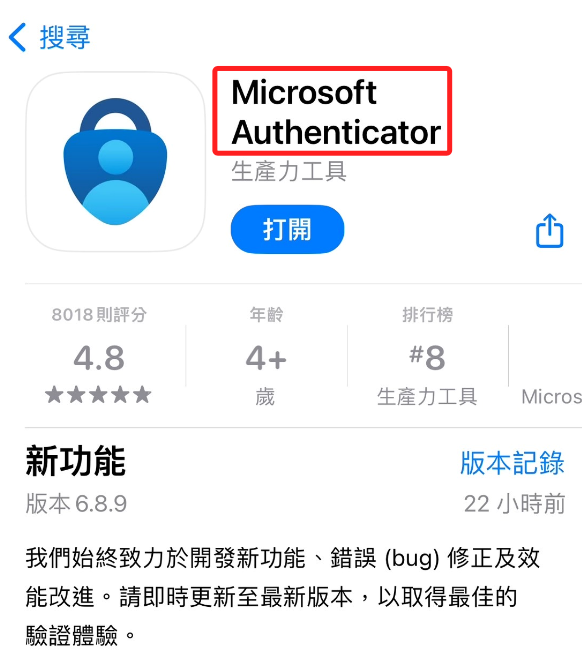 搜尋
Microsoft
Authenticator
生產力工具
打開
8018則評分
年齡
排行榜
4.8
4+
#8
★★★★★
歲
生產力工具
Micros
新功能
版本記錄
版本 6.8.9
22 小時前
我們始終致力於開發新功能、錯誤 (bug) 修正及效
能改進。請即時更新至最新版本，以取得最佳的
驗證體驗。